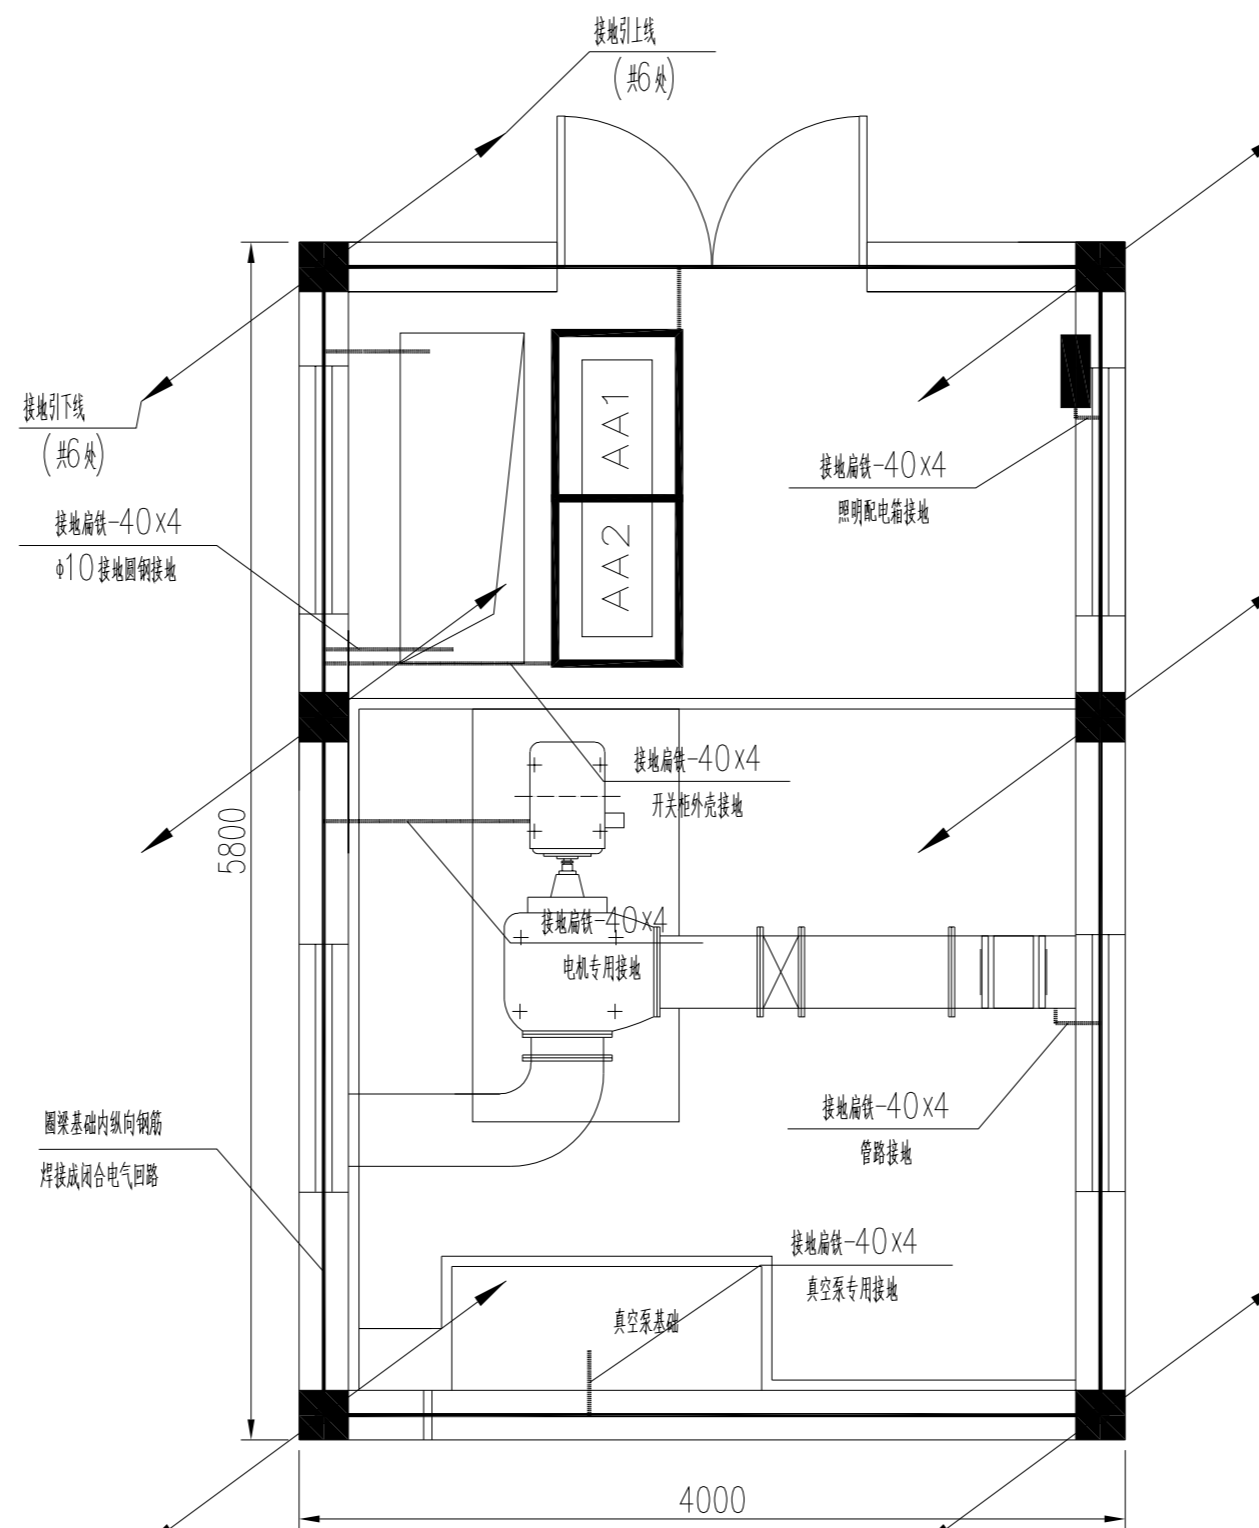 接地引上线
(共6处)
接地引下线
(共6处)
接地扁铁-40x4
ф10接地圆钢接地
AA1
AA2
接地扁铁-40x4
照明配电箱接地
接地扁铁-40x4
开关柜外壳接地
5800
接地扁铁-40x4
电机专用接地
圈梁基础内纵向钢筋
焊接成闭合电气回路
接地扁铁-40x4
管路接地
接地扁铁-40x4
真空泵专用接地
真空泵基础
4000